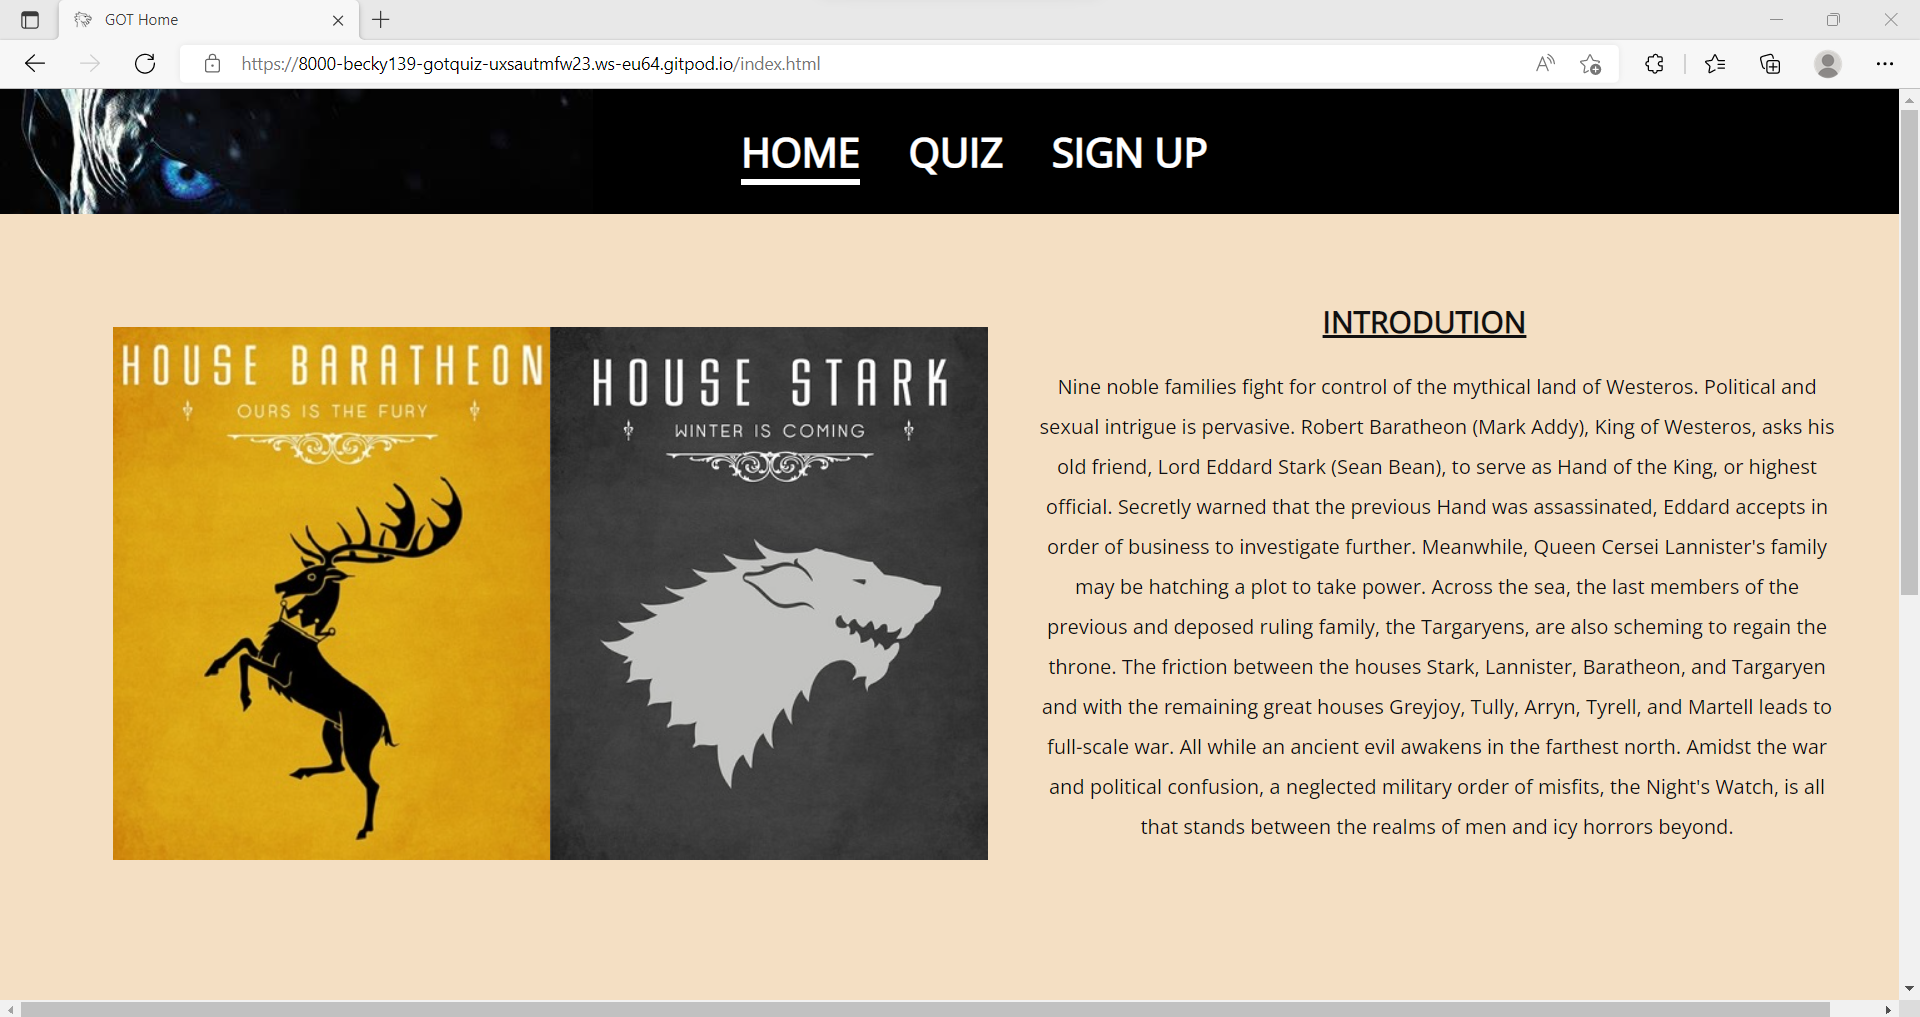 GOT Home
https://8000-becky139-gotquiz-uxsautmfw23.ws-eu64.gitpod.io/index.html
HOME QUIZ SIGN UP
HOUSE BARATHEON
OURS IS THE FURY
HOUSE STARK
WINTER IS COMING
INTRODUTION
Nine noble families fight for control of the mythical land of Westeros. Political and
sexual intrigue is pervasive. Robert Baratheon (Mark Addy), King of Westeros, asks his
old friend, Lord Eddard Stark (Sean Bean), to serve as Hand of the King, or highest
official. Secretly warned that the previous Hand was assassinated, Eddard accepts in
order of business to investigate further. Meanwhile, Queen Cersei Lannister's family
may be hatching a plot to take power. Across the sea, the last members of the
previous and deposed ruling family, the Targaryens, are also scheming to regain the
throne. The friction between the houses Stark, Lannister, Baratheon, and Targaryen
and with the remaining great houses Greyjoy, Tully, Arryn, Tyrell, and Martell leads to
full-scale war. All while an ancient evil awakens in the farthest north. Amidst the war
and political confusion, a neglected military order of misfits, the Night's Watch, is all
that stands between the realms of men and icy horrors beyond.